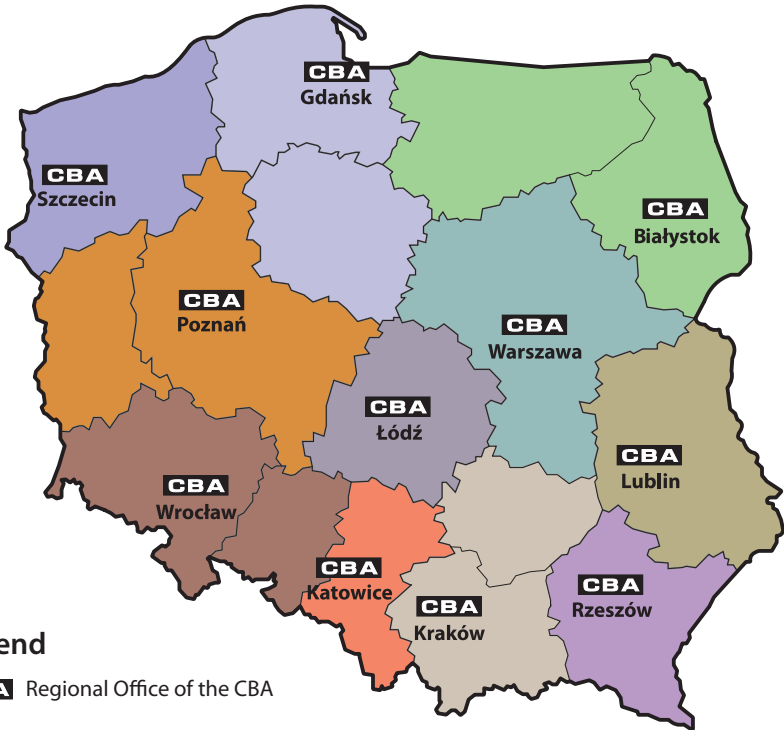 CBA
Gdańsk
CBA
Szczecin
CBA
Białystok
CBA
Poznań
CBA
Warszawa
CBA
Łódź
CBA
Lublin
CBA
Wrocław
CBA
Katowice
CBA
Rzeszów
CBA
Kraków
end
A Regional Office of the CBA